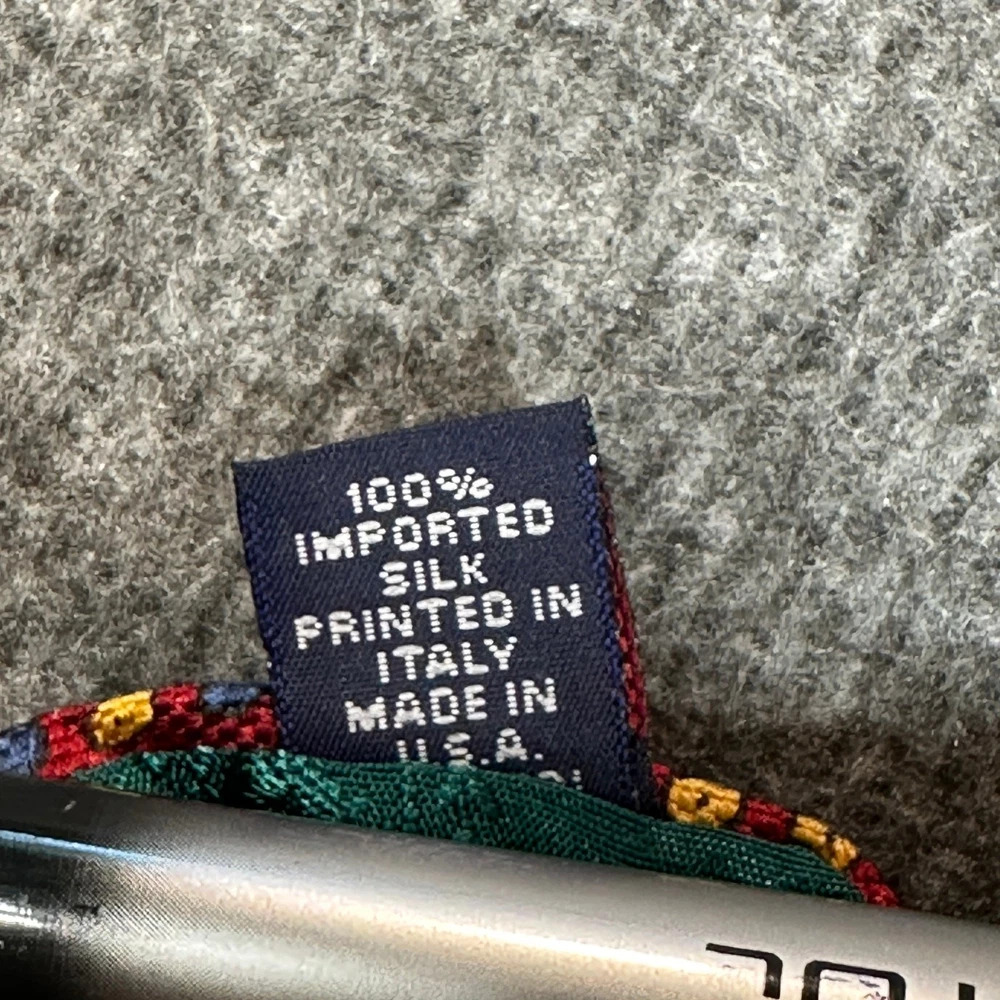 100%
IMPORTED
SILK
PRINTED IN
ITALY
MADE IN
U.S.A.